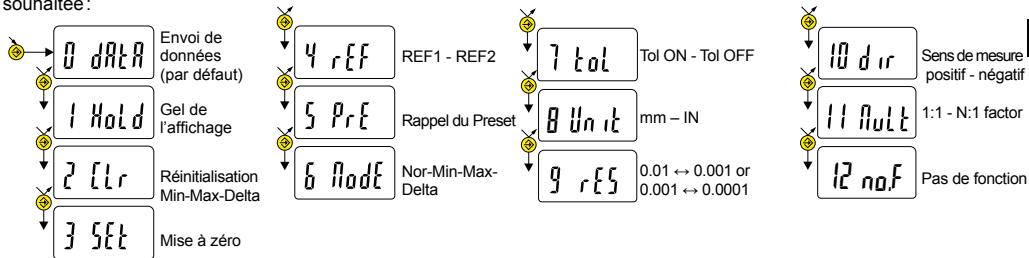 souhaitée:
0 dAtA
Envoi de
données
(par défaut)
1 Hold
Gel de
l'affichage
2 CLr
Réinitialisation
Min-Max-Delta
3 SEt
Mise à zéro
4 rEF
REF1 - REF2
5 PrE
Rappel du Preset
6 ModE
Nor-Min-Max-
Delta
7 tol
Tol ON - Tol OFF
8 Unit
mm – IN
9 rES
0.01 ↔ 0.001 or
0.001 ↔ 0.0001
10 dir
Sens de mesure
positif - négatif
11 Mult
1:1 - N:1 factor
12 no.F
Pas de fonction